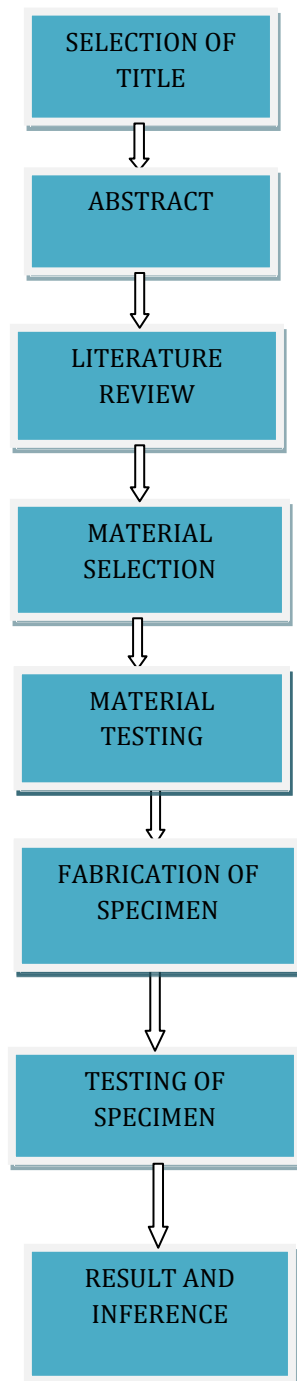 SELECTION OF
TITLE
ABSTRACT
LITERATURE
REVIEW
MATERIAL
SELECTION
MATERIAL
TESTING
FABRICATION OF
SPECIMEN
TESTING OF
SPECIMEN
RESULT AND
INFERENCE